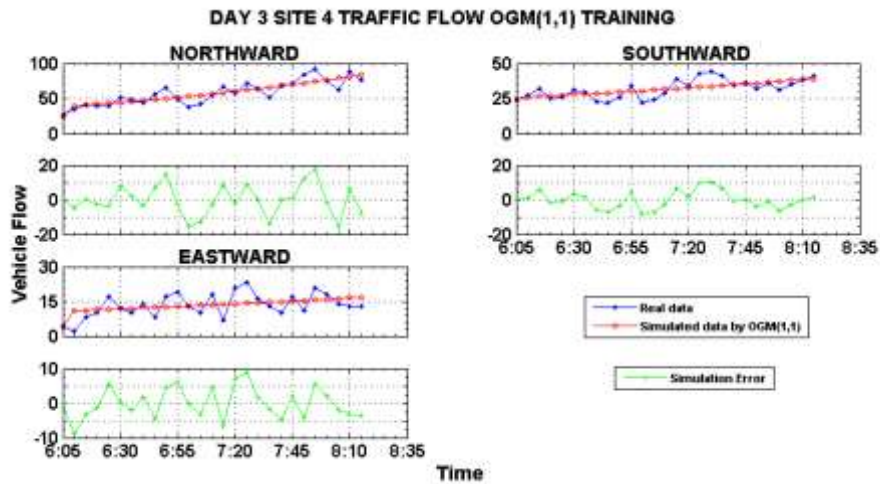 DAY 3 SITE 4 TRAFFIC FLOW OGM(1,1) TRAINING
NORTHWARD
100
50
0
20
0
-20
EASTWARD
30
15
0
10
0
-10
6:05 6:30 6:55 7:20 7:45 8:10 8:35
Vehicle Flow
SOUTHWARD
50
25
0
20
0
-20
6:05 6:30 6:55 7:20 7:45 8:10 8:35
Real data
Simulated data by OGM(1,1)
Simulation Error
Time